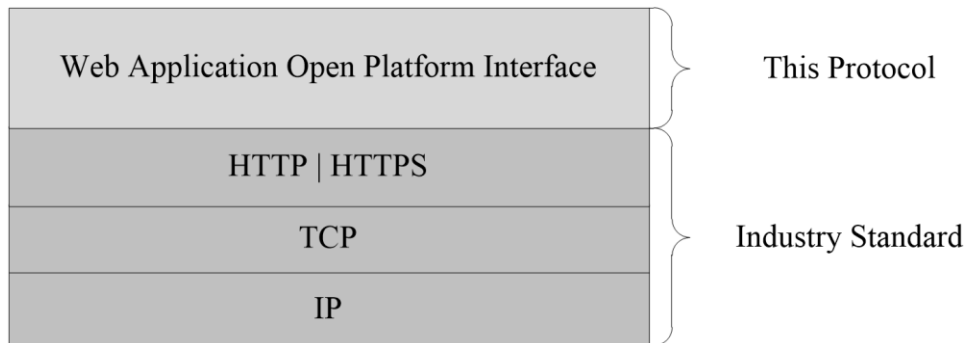 Web Application Open Platform Interface
This Protocol
HTTP | HTTPS
TCP
Industry Standard
IP